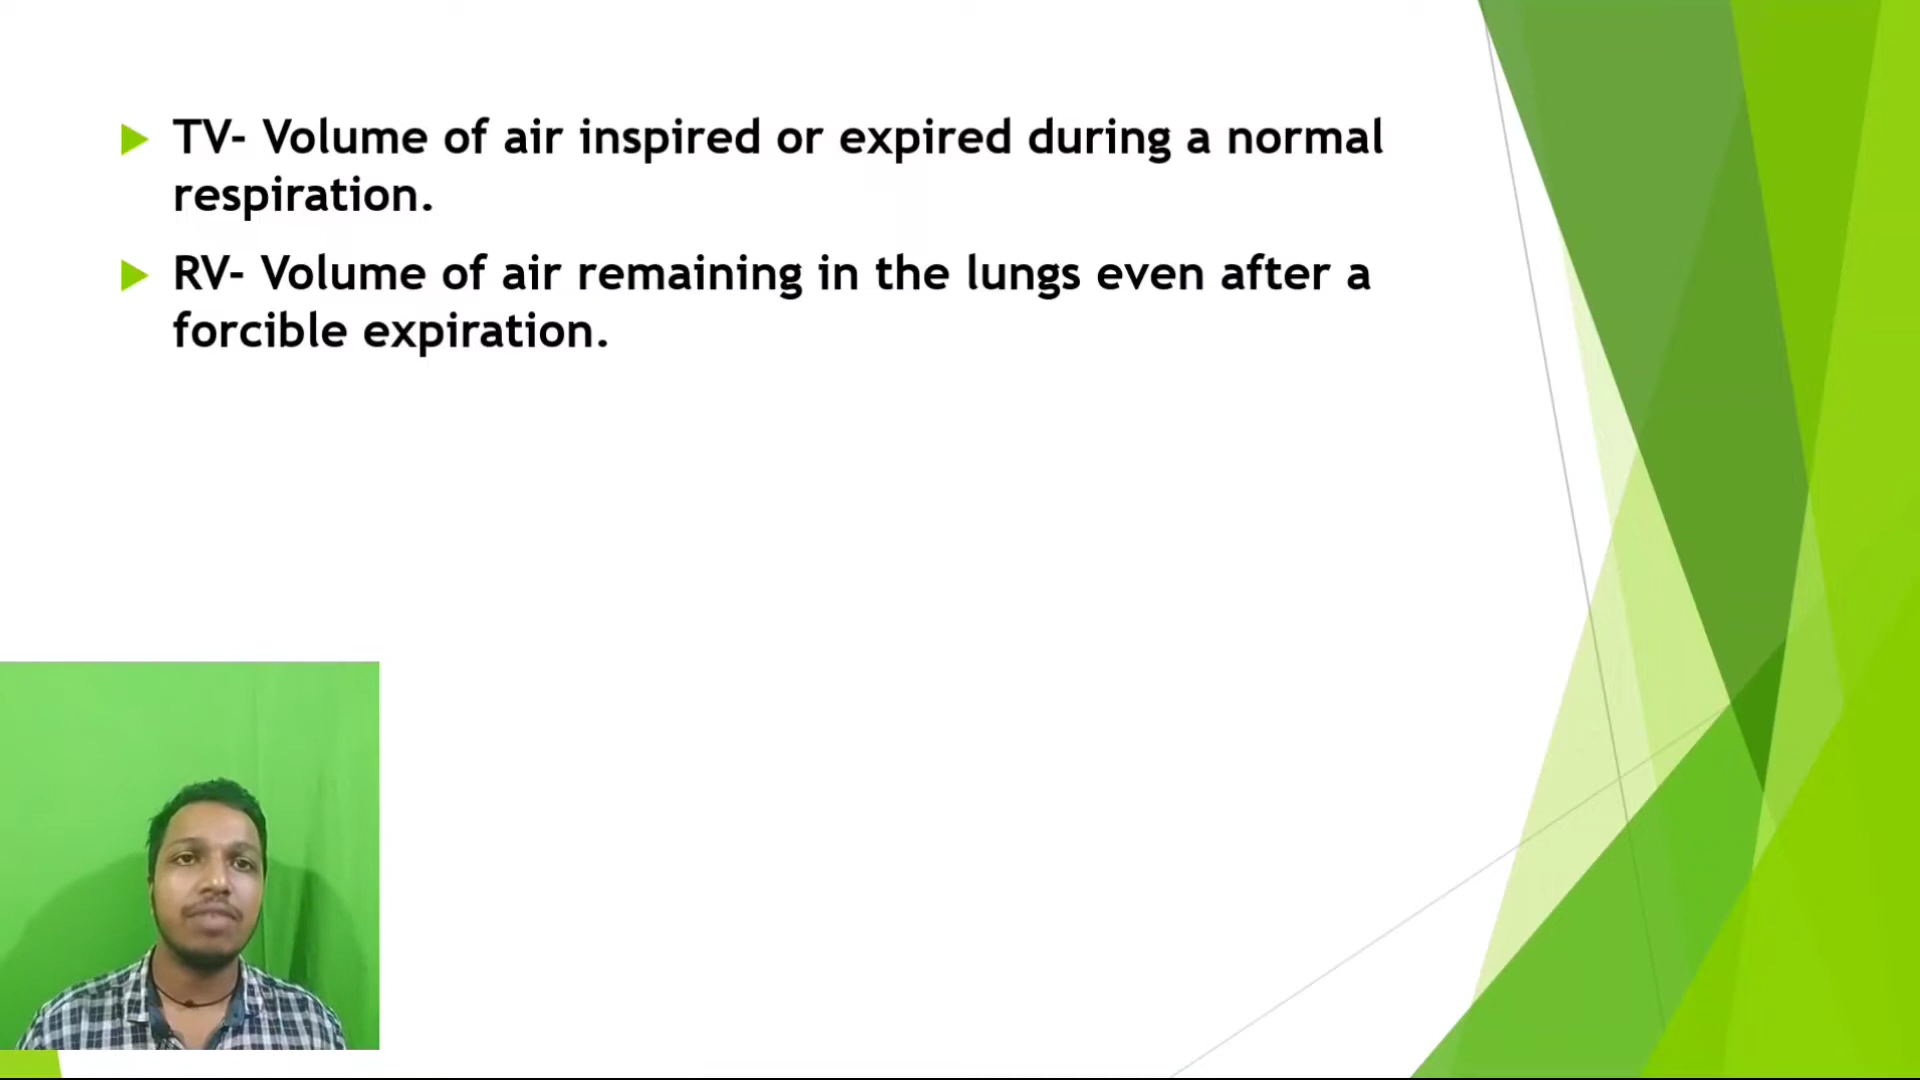 TV- Volume of air inspired or expired during a normal
respiration.
RV- Volume of air remaining in the lungs even after a
forcible expiration.